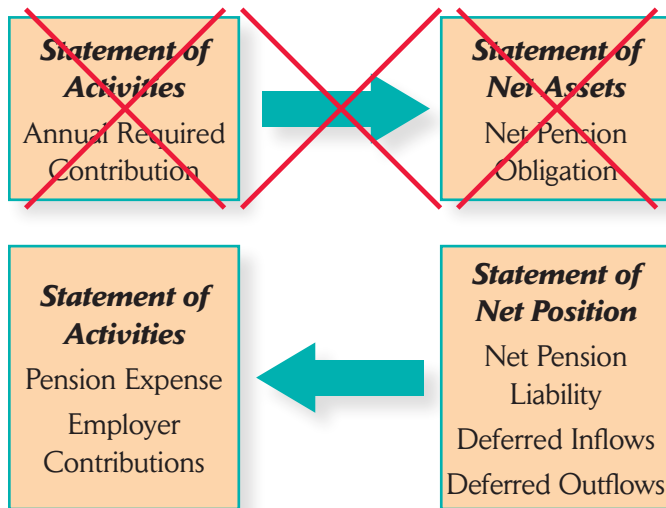 Statement of
Activities
Annual Required
Contribution
Statement of
Net Assets
Net Pension
Obligation
Statement of
Activities
Pension Expense
Employer
Contributions
Statement of
Net Position
Net Pension
Liability
Deferred Inflows
Deferred Outflows